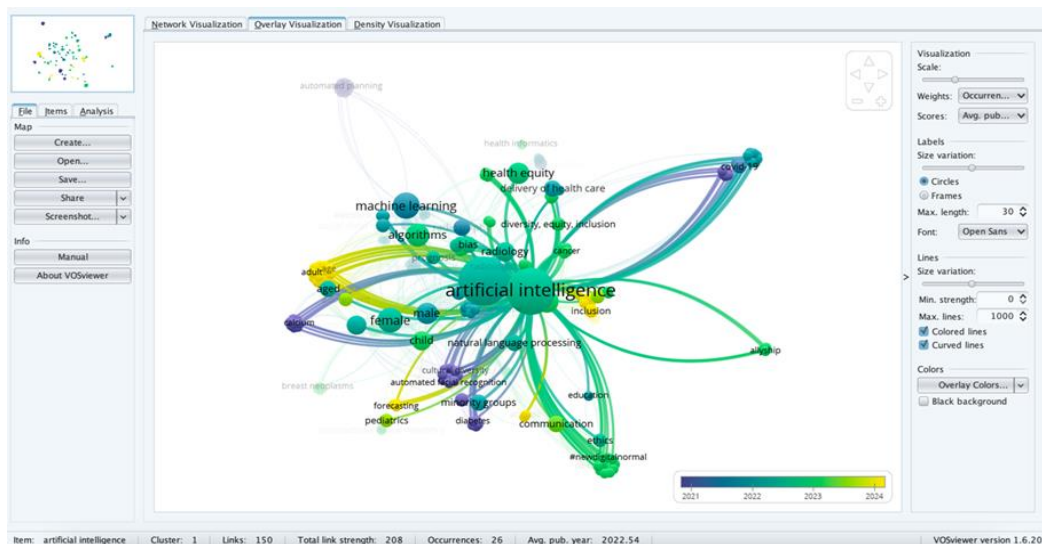 Network Visualization Overlay Visualization Density Visualization
File Items Analysis
Map
Create...
Open...
Save...
Share
Screenshot...
Info
Manual
About VOSviewer
automated planning
health informatics
health equity
delivery of health care
covid-19
machine learning
diversity, equity, inclusion
algorithms
bias
radiology
cancer
adult
aged
artificial intelligence
inclusion
calcium
female
male
child
natural language processing
allyship
cultural diversity
automated facial recognition
breast neoplasms
forecasting
minority groups
education
pediatrics
diabetes
communication
ethics
#newdigitalnormal
2021 2022 2023 2024
Visualization
Scale:
Weights: Occurren...
Scores: Avg. pub...
Labels
Size variation:
Circles
Frames
Max. length: 30
Font: Open Sans
Lines
Size variation:
Min. strength: 0
Max. lines: 1000
Colored lines
Curved lines
Colors
Overlay Colors...
Black background
>
Item: artificial intelligence Cluster: 1 Links: 150 Total link strength: 208 Occurrences: 26 Avg. pub. year: 2022.54 VOSviewer version 1.6.20